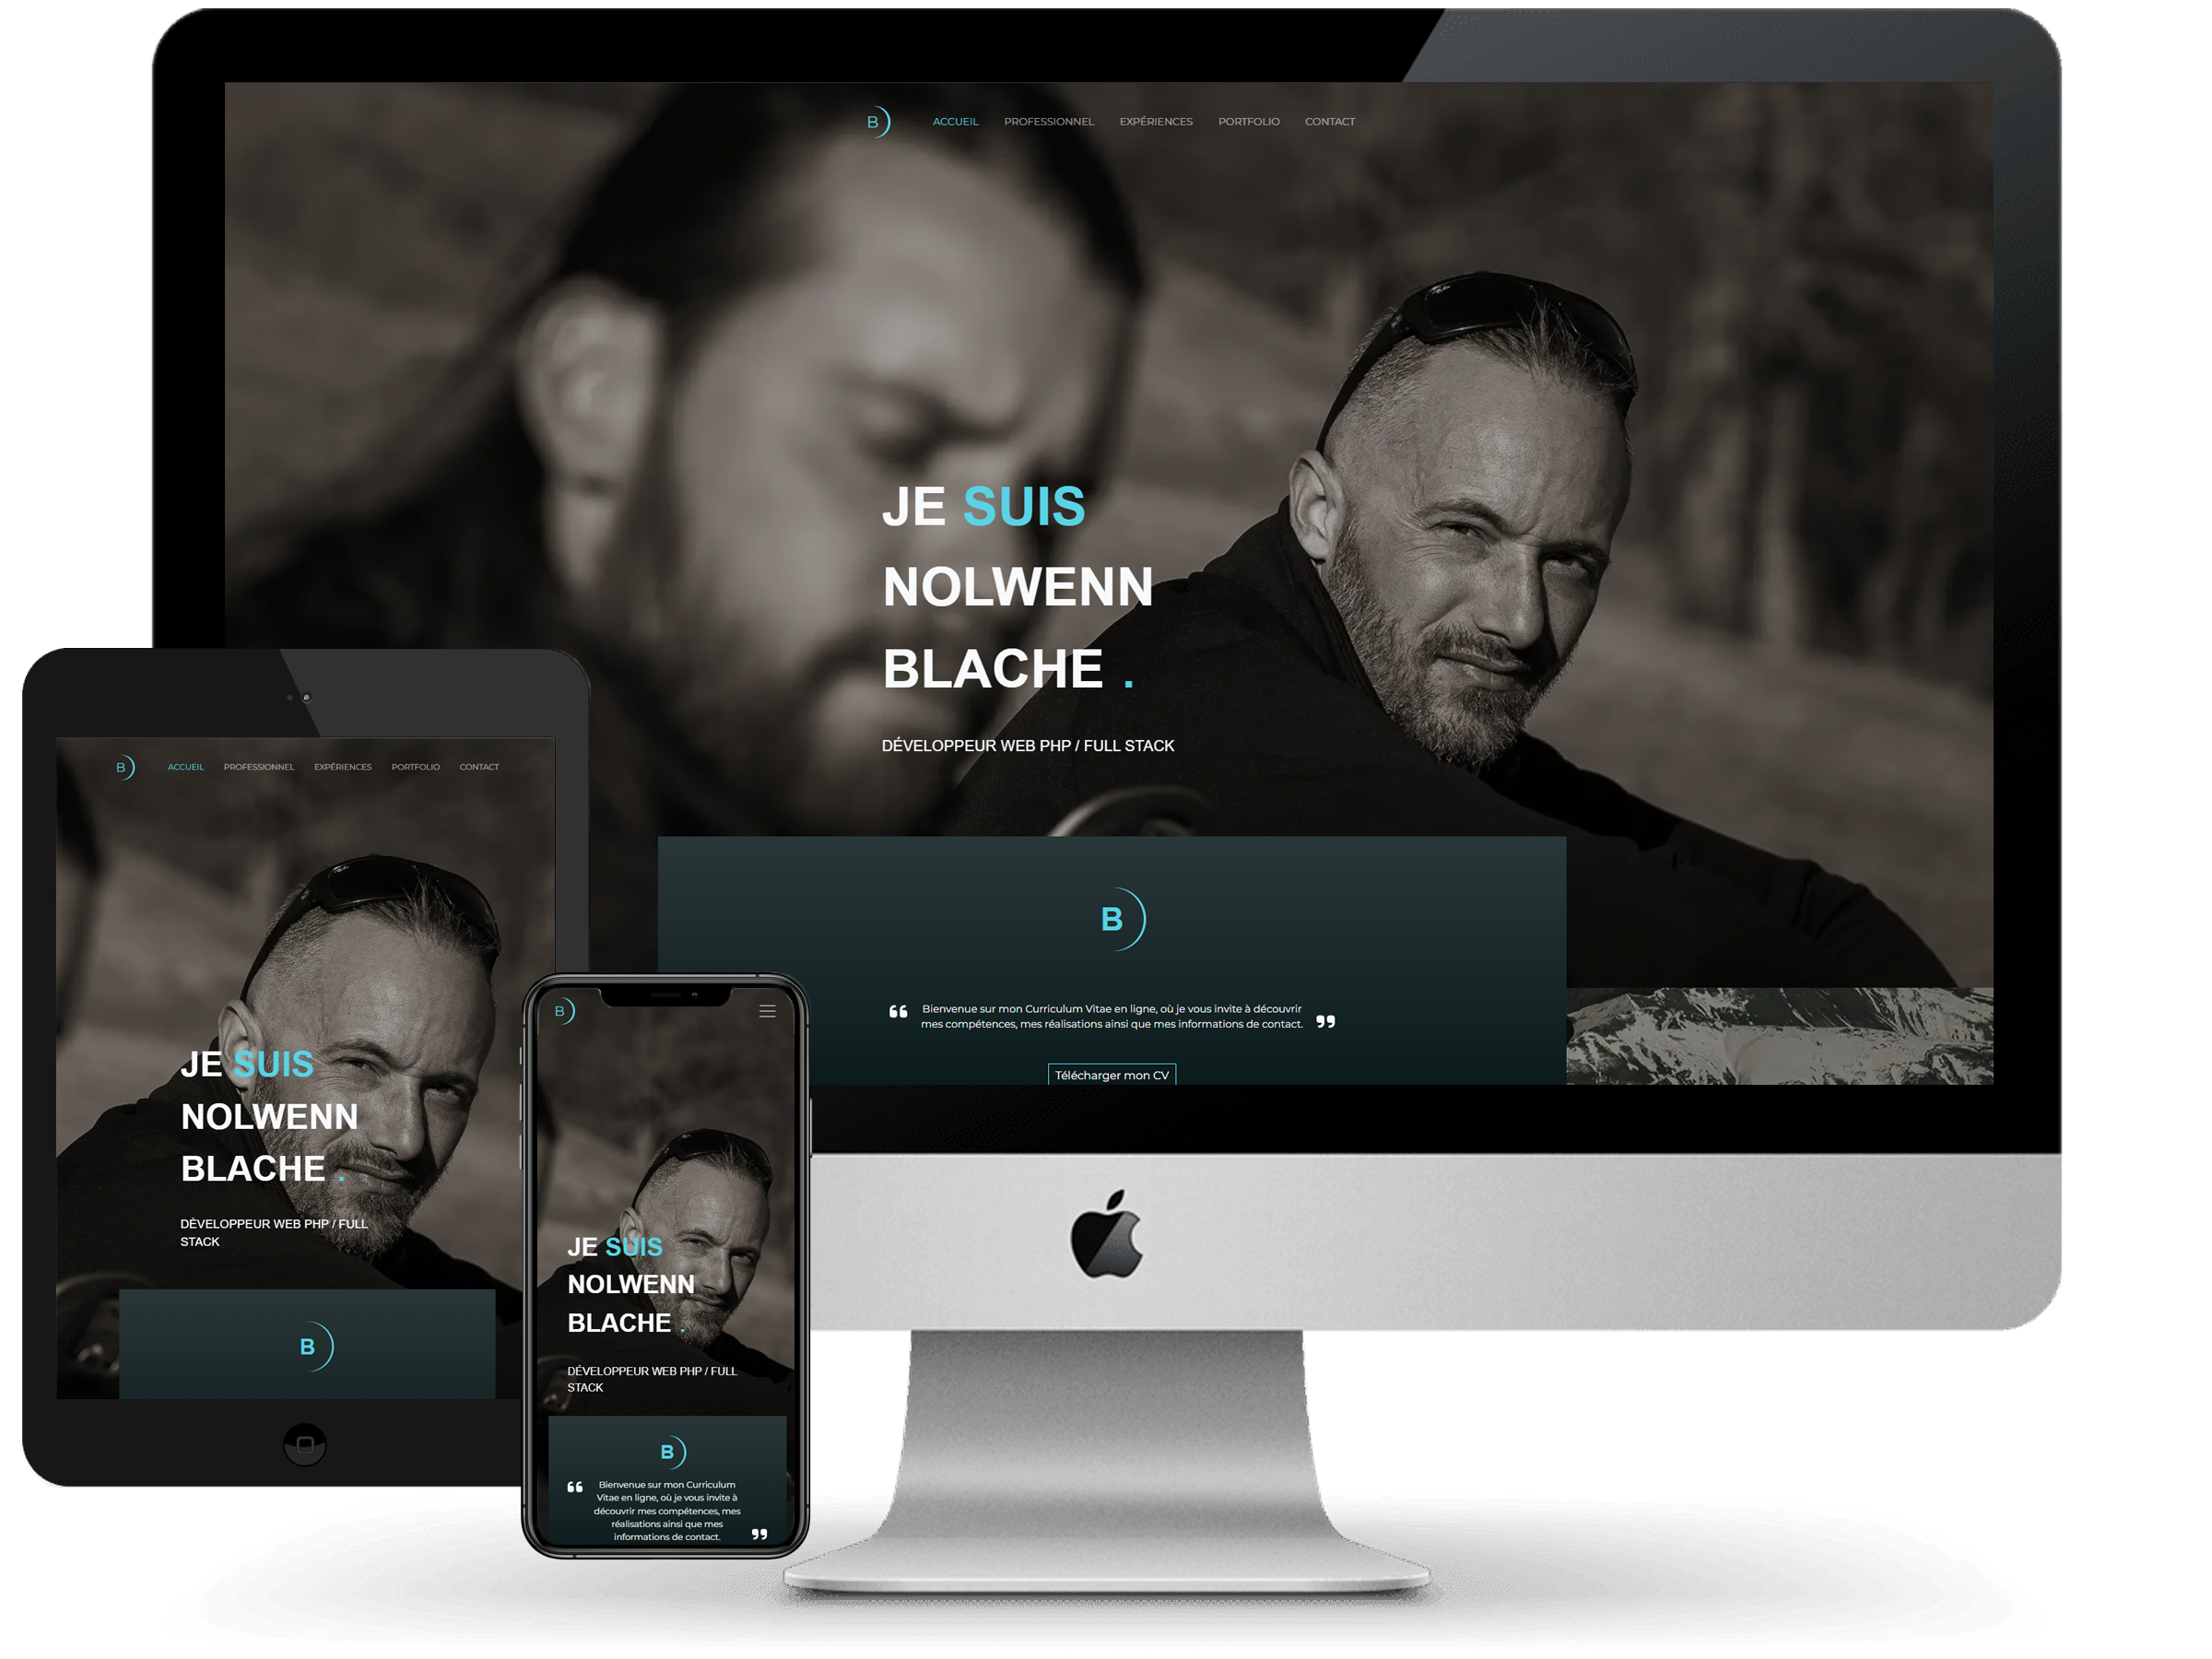 B
ACCUEIL PROFESSIONNEL EXPÉRIENCES PORTFOLIO CONTACT
JE SUIS
NOLWENN
BLACHE .
DÉVELOPPEUR WEB PHP / FULL STACK
B
“ Bienvenue sur mon Curriculum Vitae en ligne, où je vous invite à découvrir
mes compétences, mes réalisations ainsi que mes informations de contact. ”
Télécharger mon CV
B
ACCUEIL PROFESSIONNEL EXPÉRIENCES PORTFOLIO CONTACT
JE SUIS
NOLWENN
BLACHE .
DÉVELOPPEUR WEB PHP / FULL
STACK
B
B
JE SUIS
NOLWENN
BLACHE .
DÉVELOPPEUR WEB PHP / FULL
STACK
B
“ Bienvenue sur mon Curriculum
Vitae en ligne, où je vous invite à
découvrir mes compétences, mes
réalisations ainsi que mes
informations de contact. ”